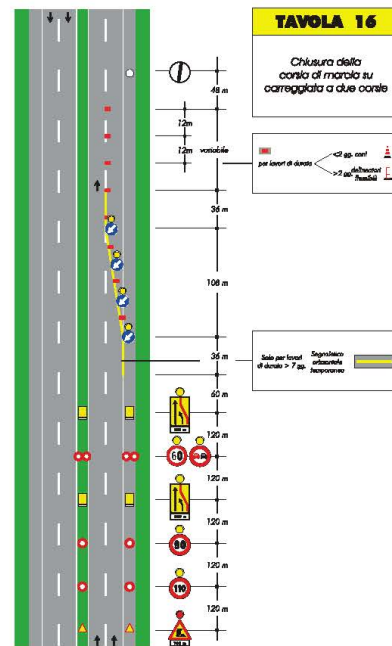 TAVOLA 16
Chiusura della
corsia di marcia su
carreggiata a due corsie
48 m
12m
12m
variabile
per lavori di durata
<2 gg. coni
>2 gg. delineatori
flessibili
36 m
108 m
36 m
Solo per lavori
di durata > 7 gg.
Segnaletica
orizzontale
temporanea
60 m
120 m
60
120 m
120 m
90
120 m
110
120 m